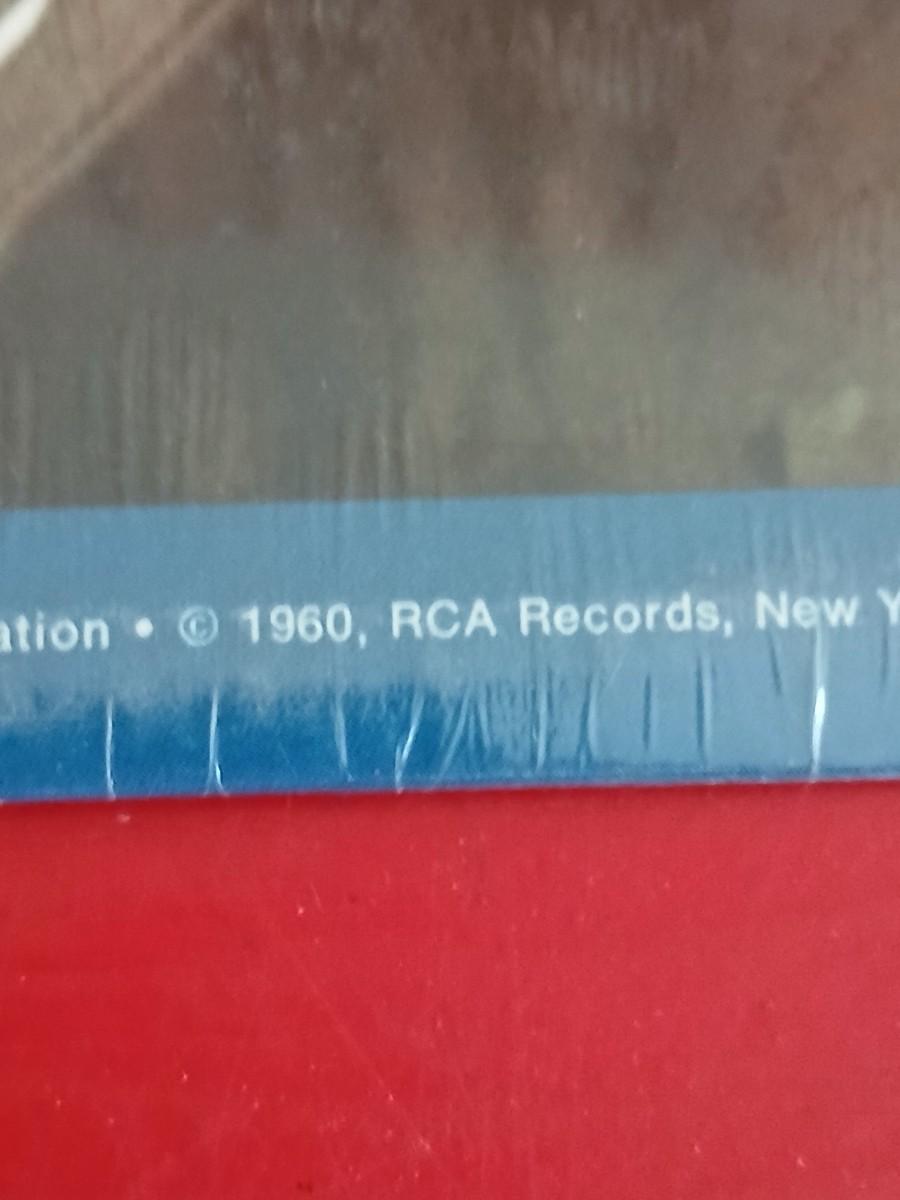 ation • © 1960, RCA Records, New Y